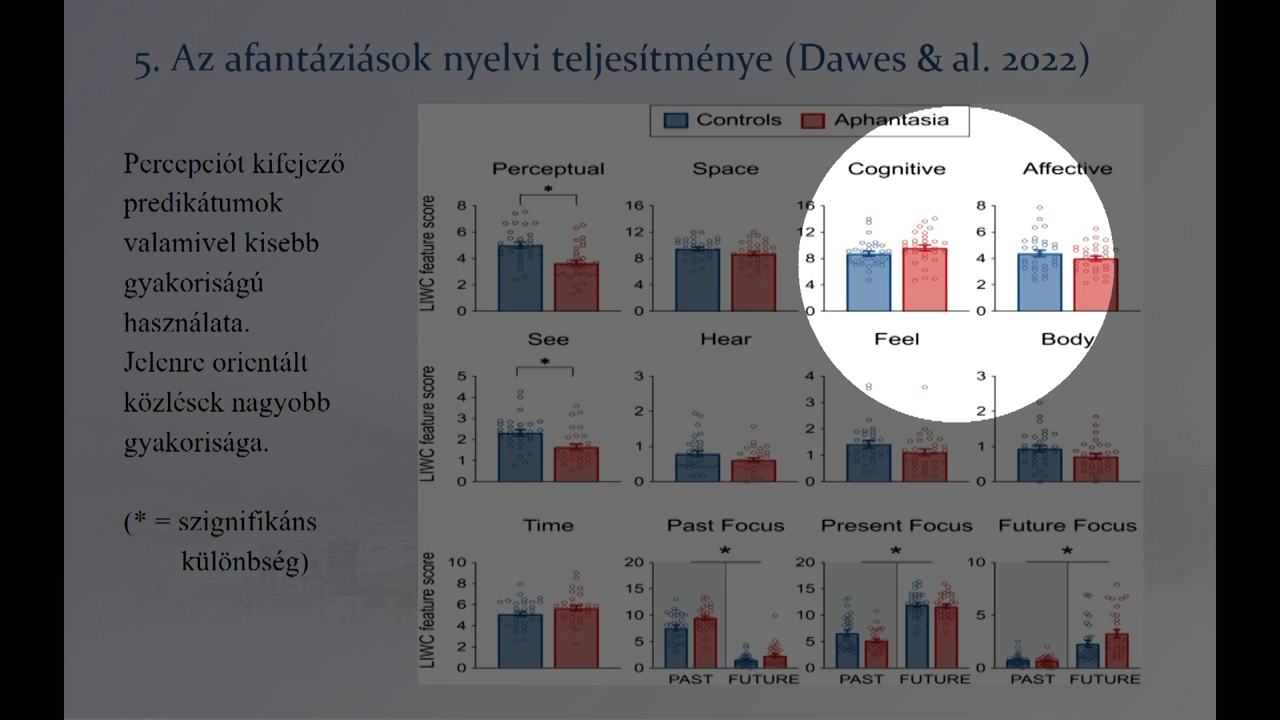 5. Az afantáziások nyelvi teljesítménye (Dawes & al. 2022)
Percepciót kifejező
predikátumok
valamivel kisebb
gyakoriságú
használata.
Jelenre orientált
közlések nagyobb
gyakorisága.
(* = szignifikáns
különbség)
Controls Aphantasia
Perceptual Space Cognitive Affective
* 
LIWC feature score
8 6 4 2 0
16 12 8 4 0
16 12 8 4 0
8 6 4 2 0
See Hear Feel Body
*
LIWC feature score
5 4 3 2 1 0
3 2 1 0
4 3 2 1 0
3 2 1 0
Time Past Focus Present Focus Future Focus
* * *
LIWC feature score
10 8 6 4 2 0
20 15 10 5 0
20 15 10 5 0
10 5 0
PAST FUTURE PAST FUTURE PAST FUTURE